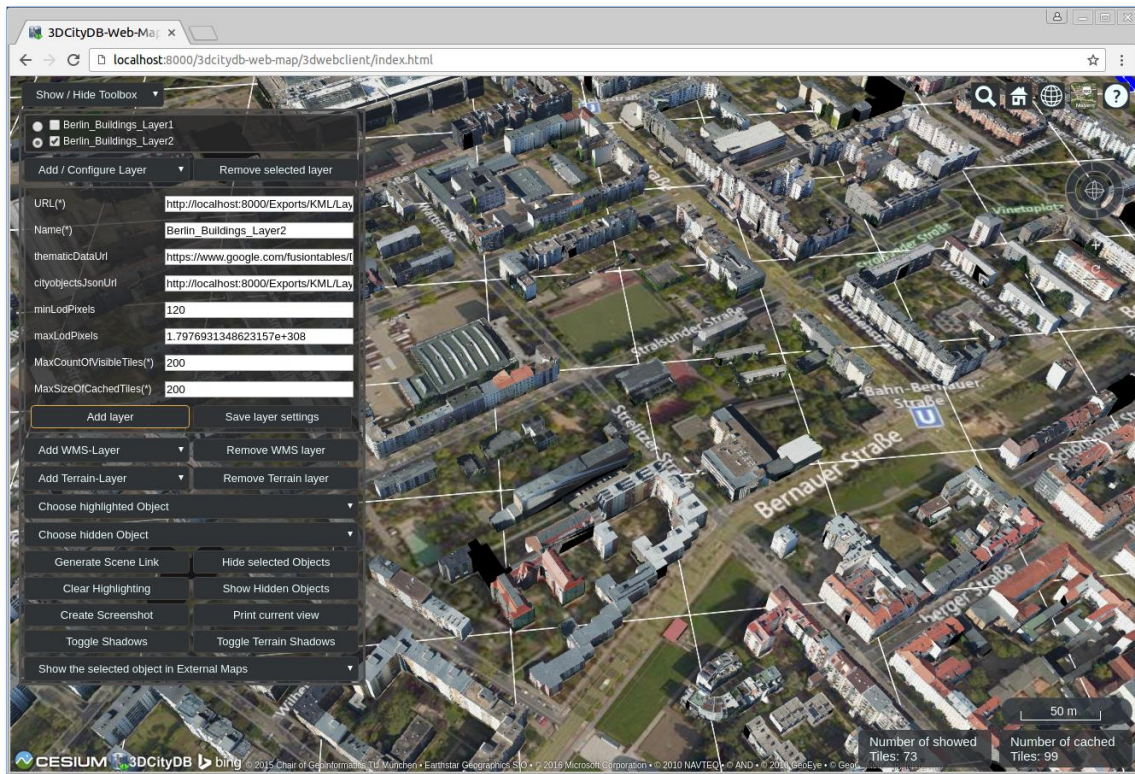 3DCityDB-Web-Map
localhost:8000/3dcitydb-web-map/3dwebclient/index.html
Show / Hide Toolbox
Berlin_Buildings_Layer1
Berlin_Buildings_Layer2
Add / Configure Layer Remove selected layer
URL(*) http://localhost:8000/Exports/KML/Lay
Name(*) Berlin_Buildings_Layer2
thematicDataUrl https://www.google.com/fusiontables/D
cityobjectsJsonUrl http://localhost:8000/Exports/KML/Lay
minLodPixels 120
maxLodPixels 1.7976931348623157e+308
MaxCountOfVisibleTiles(*) 200
MaxSizeOfCachedTiles(*) 200
Add layer Save layer settings
Add WMS-Layer Remove WMS layer
Add Terrain-Layer Remove Terrain layer
Choose highlighted Object
Choose hidden Object
Generate Scene Link Hide selected Objects
Clear Highlighting Show Hidden Objects
Create Screenshot Print current view
Toggle Shadows Toggle Terrain Shadows
Show the selected object in External Maps
Vinetaplatz
Stralsunder Straße
Wolliner Straße
Stralsunder Straße
Strelitzer Straße
U-Bahn-Bernauer
Straße
U
Bernauer Straße
50 m
Number of showed
Tiles: 73
Number of cached
Tiles: 99
CESIUM 3DCityDB bing © 2015 Chair of Geoinformatics TU München • Earthstar Geographics SIO • © 2016 Microsoft Corporation • © 2010 NAVTEQ • © AND • © 2016 GeoEye •